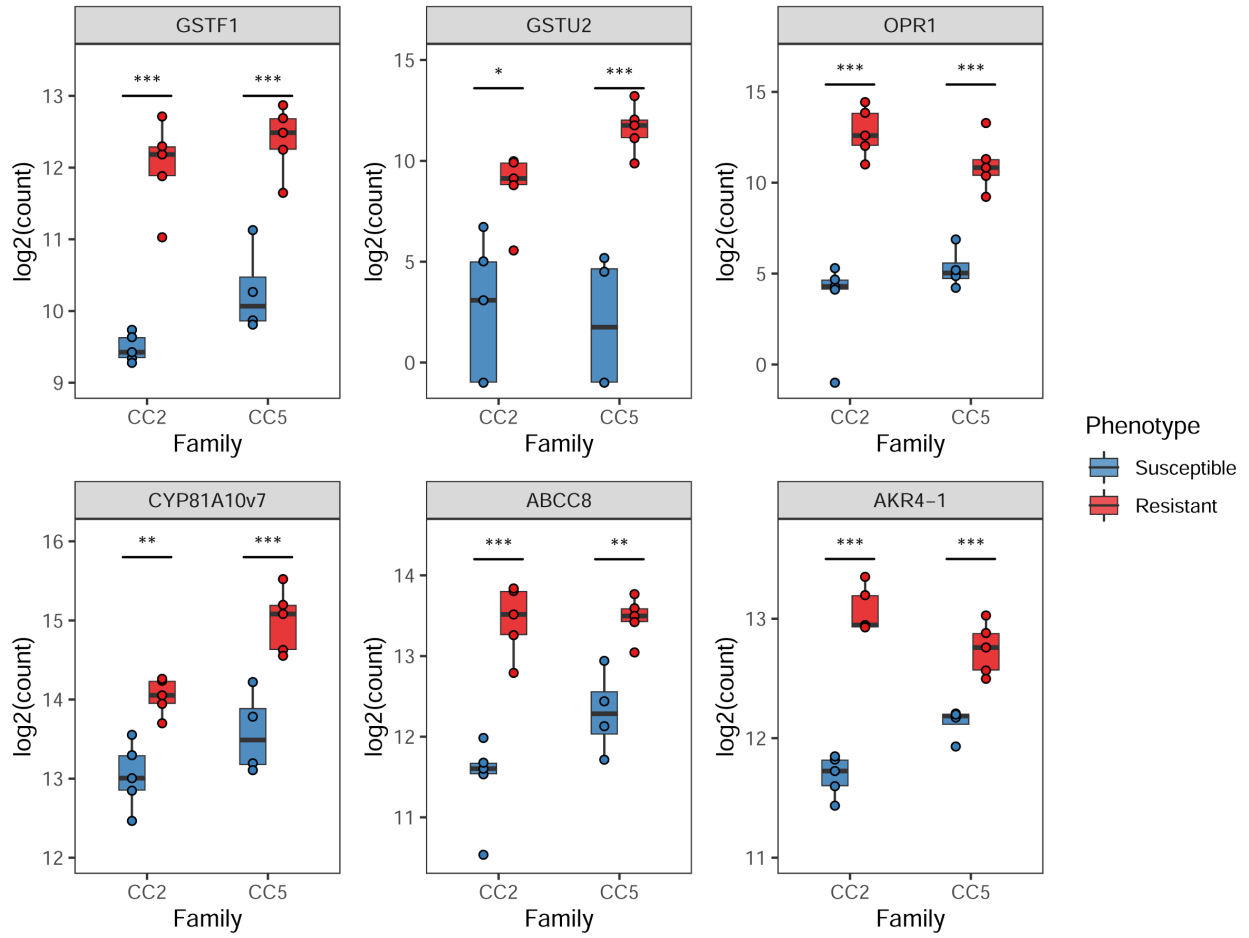 GSTF1
GSTU2
OPR1
*** ***
* ***
*** ***
13
12
11
10
9
15
10
5
0
15
10
5
0
log2(count)
log2(count)
log2(count)
CC2 CC5
CC2 CC5
CC2 CC5
Family
Family
Family
Phenotype
Susceptible
Resistant
CYP81A10v7
ABCC8
AKR4−1
** ***
*** **
*** ***
16
15
14
13
12
14
13
12
11
13
12
11
log2(count)
log2(count)
log2(count)
CC2 CC5
CC2 CC5
CC2 CC5
Family
Family
Family